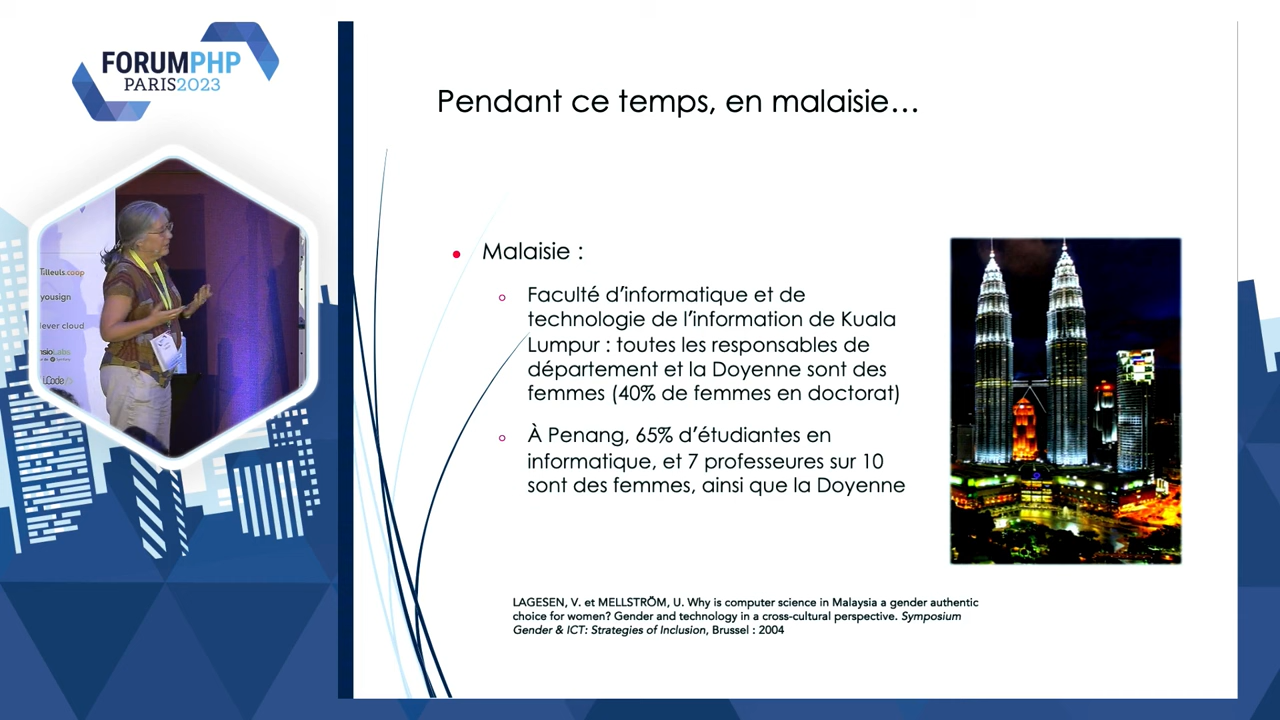 FORUMPHP
PARIS2023
Pendant ce temps, en malaisie…
Malaisie :
Faculté d’informatique et de
technologie de l’information de Kuala
Lumpur : toutes les responsables de
département et la Doyenne sont des
femmes (40% de femmes en doctorat)
À Penang, 65% d’étudiantes en
informatique, et 7 professeures sur 10
sont des femmes, ainsi que la Doyenne
LAGESEN, V. et MELLSTRÖM, U. Why is computer science in Malaysia a gender authentic
choice for women? Gender and technology in a cross-cultural perspective. Symposium
Gender & ICT: Strategies of Inclusion, Brussel : 2004
Tilleuls.coop
yousign
lever cloud